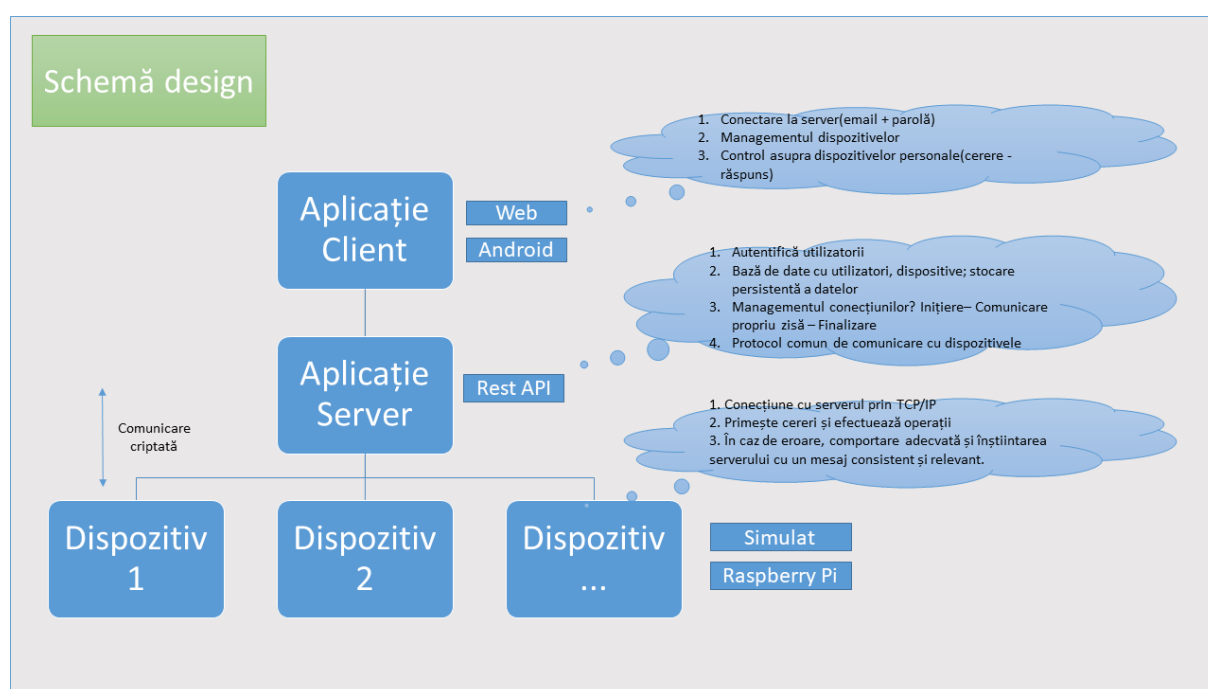 Schemă design
1. Conectare la server(email + parolă)
2. Managementul dispozitivelor
3. Control asupra dispozitivelor personale(cerere -
răspuns)
Aplicație
Client
Web
Android
1. Autentifică utilizatorii
2. Bază de date cu utilizatori, dispositive; stocare
persistentă a datelor
3. Managementul conecțiunilor? Inițiere– Comunicare
propriu zisă – Finalizare
4. Protocol comun de comunicare cu dispozitivele
Aplicație
Server
Rest API
1. Conecțiune cu serverul prin TCP/IP
2. Primește cereri și efectuează operații
3. În caz de eroare, comportare adecvată și înștiintarea
serverului cu un mesaj consistent și relevant.
Comunicare
criptată
Dispozitiv
1
Dispozitiv
2
Dispozitiv
...
Simulat
Raspberry Pi